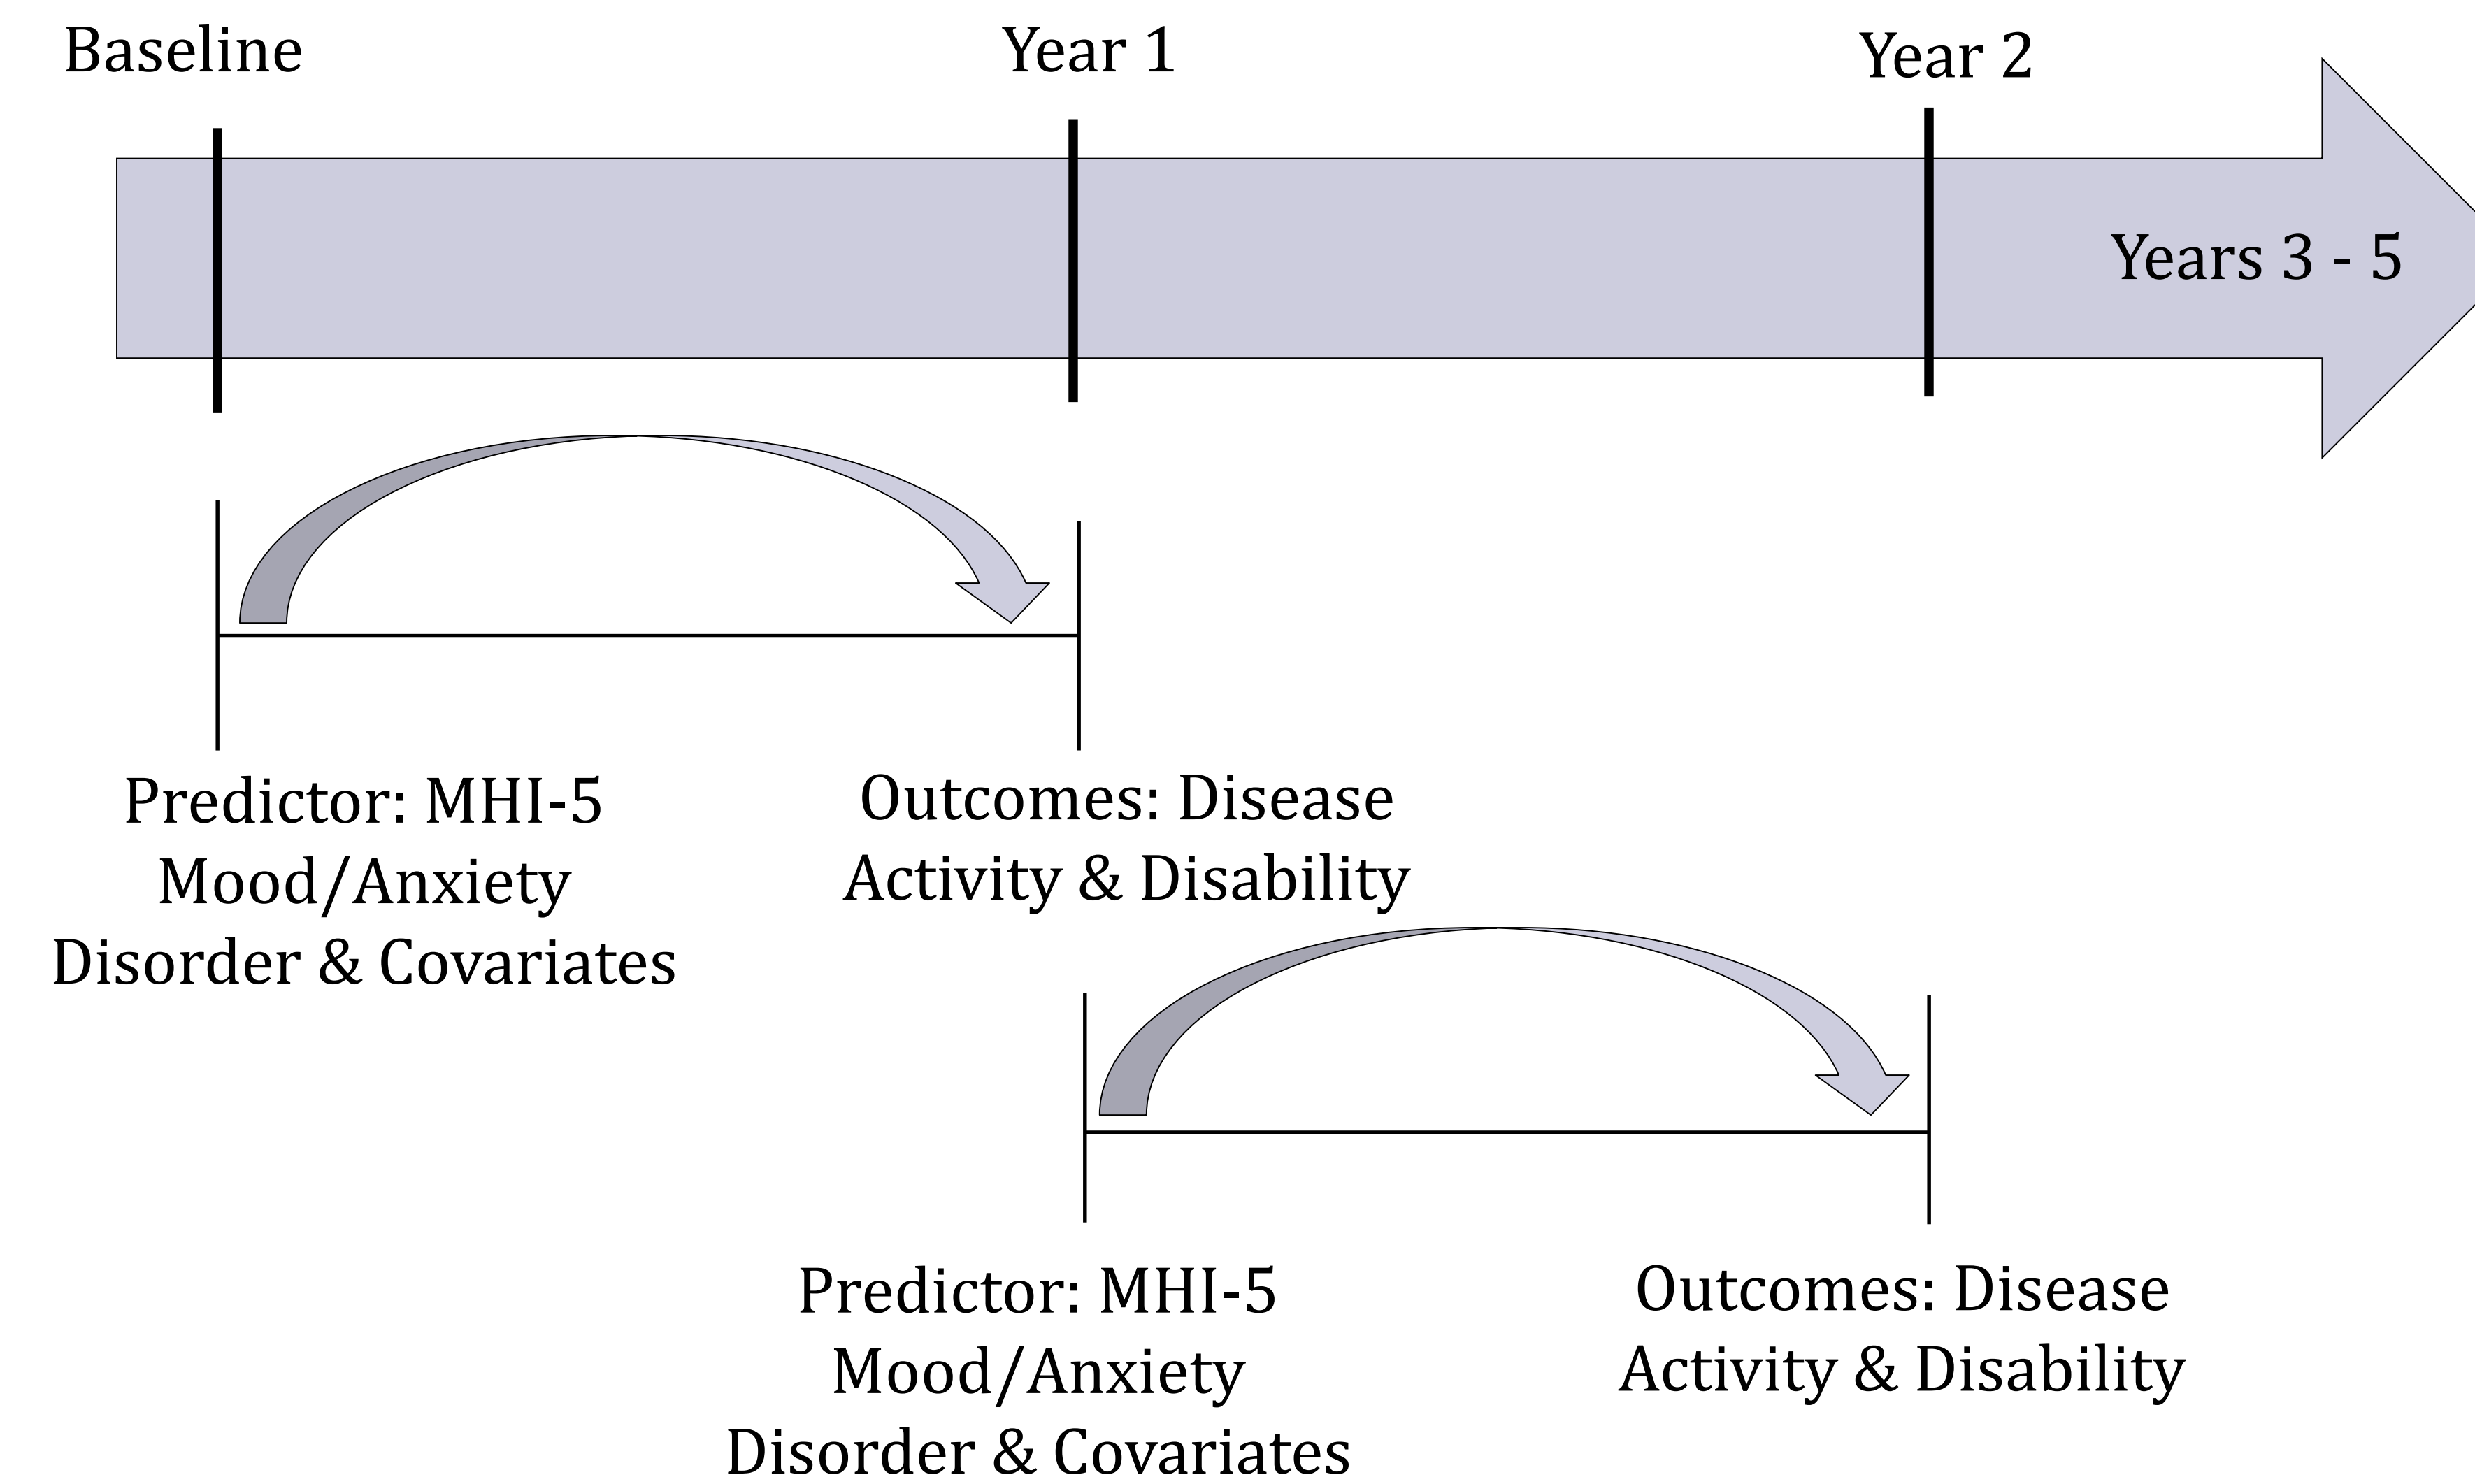 Baseline
Year 1
Year 2
Years 3 - 5
Predictor: MHI-5
Mood/Anxiety
Disorder & Covariates
Outcomes: Disease
Activity & Disability
Predictor: MHI-5
Mood/Anxiety
Disorder & Covariates
Outcomes: Disease
Activity & Disability